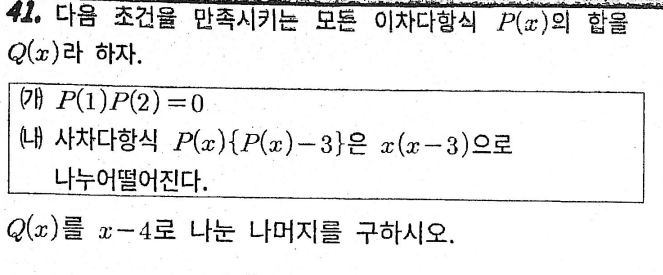 41. 다음 조건을 만족시키는 모든 이차다항식 P(x)의 합을
Q(x)라 하자.
㈎ P(1)P(2)=0
㈏ 사차다항식 P(x){P(x)-3}은 x(x-3)으로
나누어떨어진다.
Q(x)를 x-4로 나눈 나머지를 구하시오.